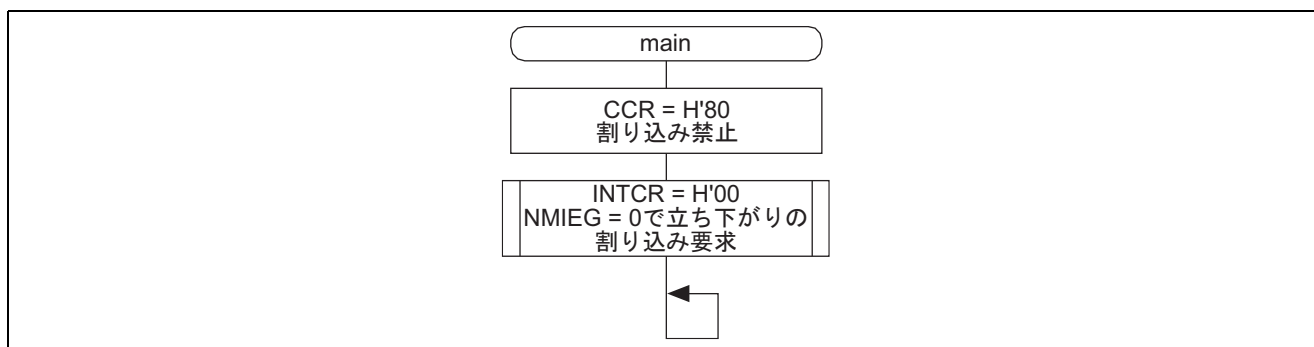 main
CCR = H'80
割り込み禁止
INTCR = H'00
NMIEG = 0で立ち下がりの
割り込み要求